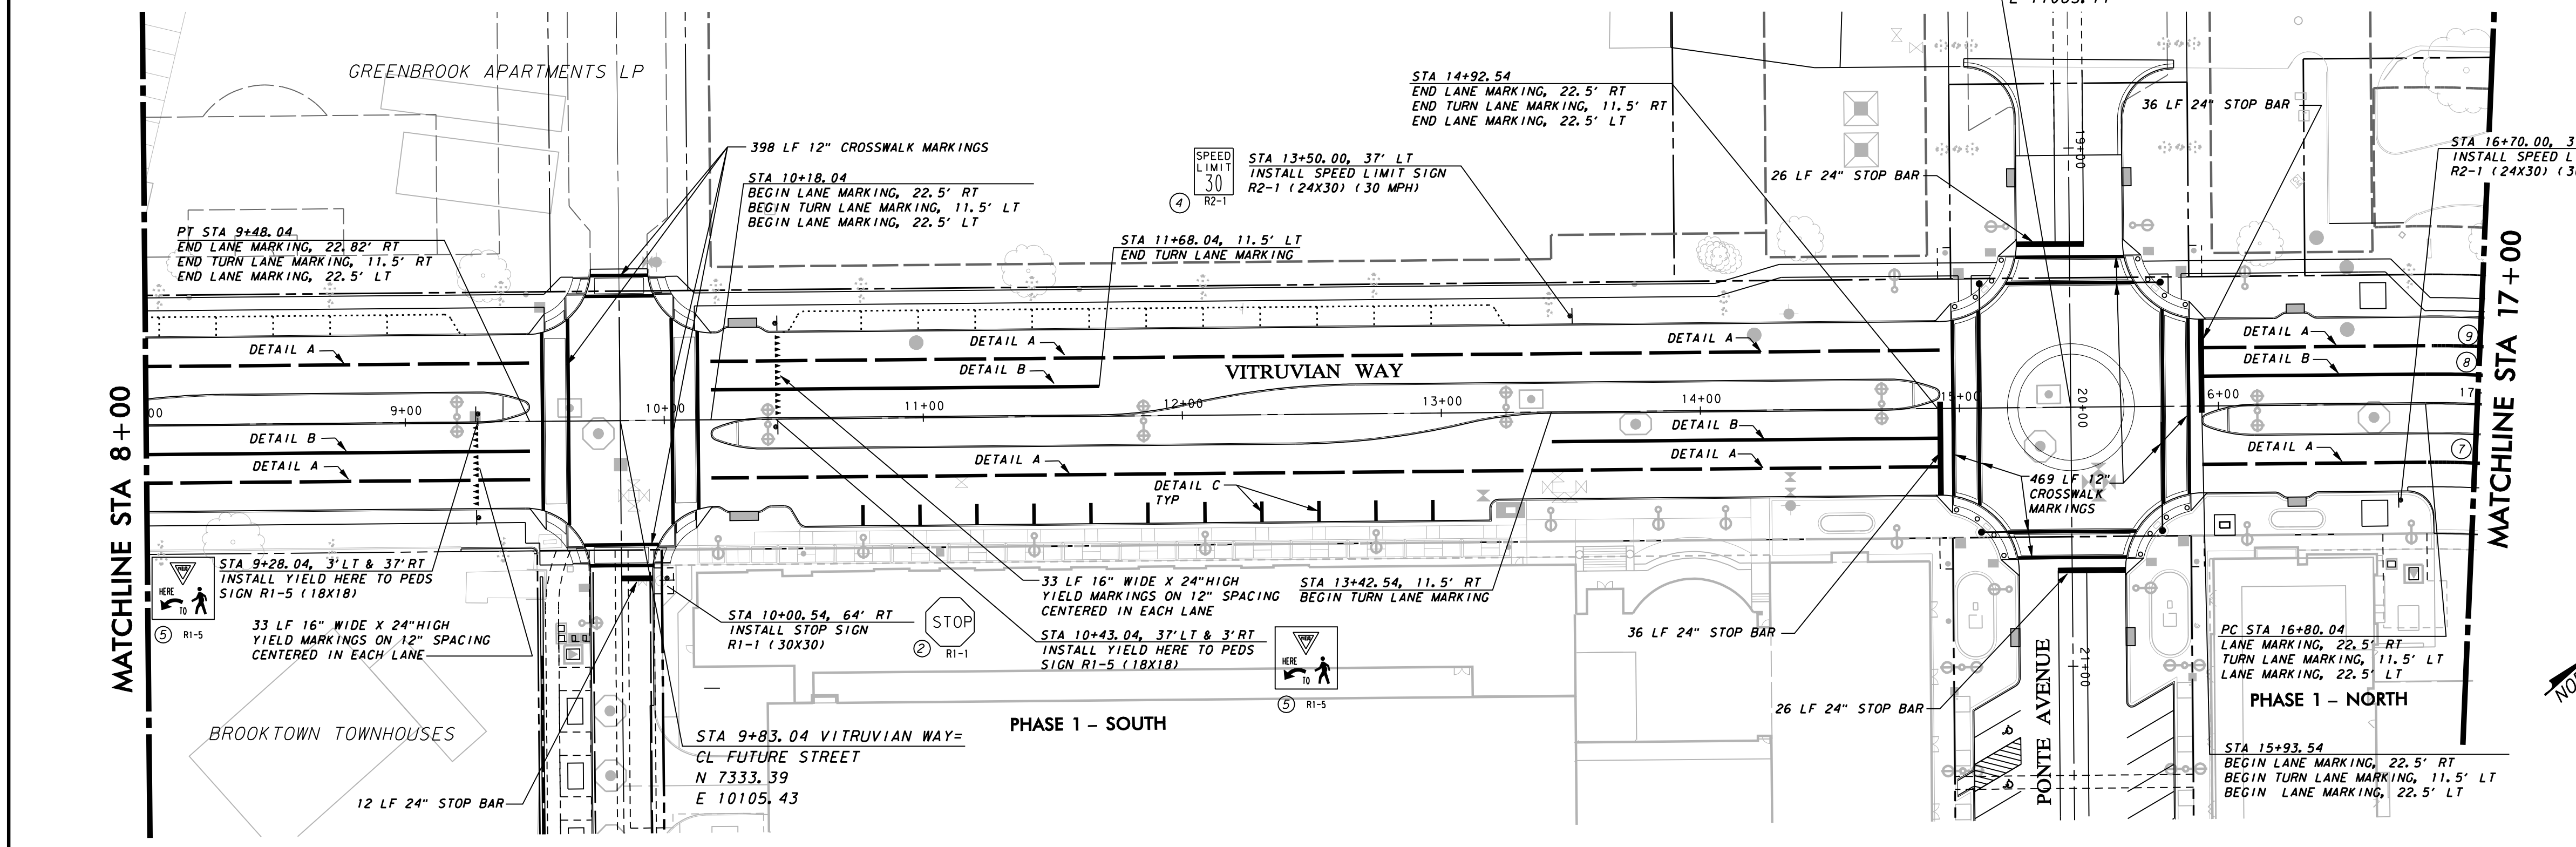 GREENBROOK APARTMENTS LP
PT STA 9+48.04
END LANE MARKING, 22.82' RT
END TURN LANE MARKING, 11.5' RT
END LANE MARKING, 22.5' LT
398 LF 12" CROSSWALK MARKINGS
STA 10+18.04
BEGIN LANE MARKING, 22.5' RT
BEGIN TURN LANE MARKING, 11.5' LT
BEGIN LANE MARKING, 22.5' LT
STA 11+68.04, 11.5' LT
END TURN LANE MARKING
SPEED
LIMIT
30
R2-1
4
STA 13+50.00, 37' LT
INSTALL SPEED LIMIT SIGN
R2-1 (24X30) (30 MPH)
STA 14+92.54
END LANE MARKING, 22.5' RT
END TURN LANE MARKING, 11.5' RT
END LANE MARKING, 22.5' LT
26 LF 24" STOP BAR
36 LF 24" STOP BAR
19+00
STA 16+70.00, 3
INSTALL SPEED L
R2-1 (24X30) (3
MATCHLINE STA 8+00
DETAIL A
DETAIL B
DETAIL A
00
9+00
10+00
11+00
12+00
13+00
14+00
15+00
20+00
6+00
17
DETAIL A
DETAIL B
VITRUVIAN WAY
DETAIL A
DETAIL A
DETAIL C
TYP
DETAIL B
DETAIL A
DETAIL A
DETAIL B
DETAIL A
9
8
7
MATCHLINE STA 17+00
469 LF 12"
CROSSWALK
MARKINGS
HERE
TO
5
R1-5
STA 9+28.04, 3'LT & 37'RT
INSTALL YIELD HERE TO PEDS
SIGN R1-5 (18X18)
33 LF 16" WIDE X 24"HIGH
YIELD MARKINGS ON 12" SPACING
CENTERED IN EACH LANE
BROOKTOWN TOWNHOUSES
12 LF 24" STOP BAR
STA 10+00.54, 64' RT
INSTALL STOP SIGN
R1-1 (30X30)
STOP
2
R1-1
STA 9+83.04 VITRUVIAN WAY=
CL FUTURE STREET
N 7333.39
E 10105.43
33 LF 16" WIDE X 24"HIGH
YIELD MARKINGS ON 12" SPACING
CENTERED IN EACH LANE
STA 10+43.04, 37'LT & 3'RT
INSTALL YIELD HERE TO PEDS
SIGN R1-5 (18X18)
HERE
TO
5
R1-5
PHASE 1 – SOUTH
STA 13+42.54, 11.5' RT
BEGIN TURN LANE MARKING
36 LF 24" STOP BAR
26 LF 24" STOP BAR
PONTE AVENUE
21+00
PC STA 16+80.04
LANE MARKING, 22.5' RT
TURN LANE MARKING, 11.5' LT
LANE MARKING, 22.5' LT
PHASE 1 – NORTH
STA 15+93.54
BEGIN LANE MARKING, 22.5' RT
BEGIN TURN LANE MARKING, 11.5' LT
BEGIN LANE MARKING, 22.5' LT